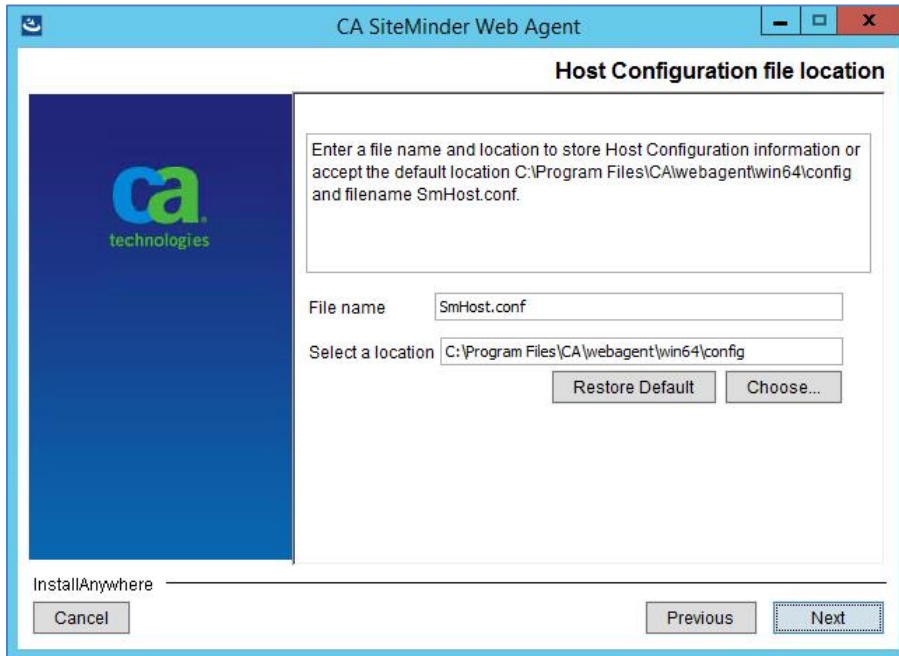 CA SiteMinder Web Agent
Host Configuration file location
ca
technologies
Enter a file name and location to store Host Configuration information or
accept the default location C:\Program Files\CA\webagent\win64\config
and filename SmHost.conf.
File name SmHost.conf
Select a location C:\Program Files\CA\webagent\win64\config
Restore Default Choose...
InstallAnywhere
Cancel Previous Next